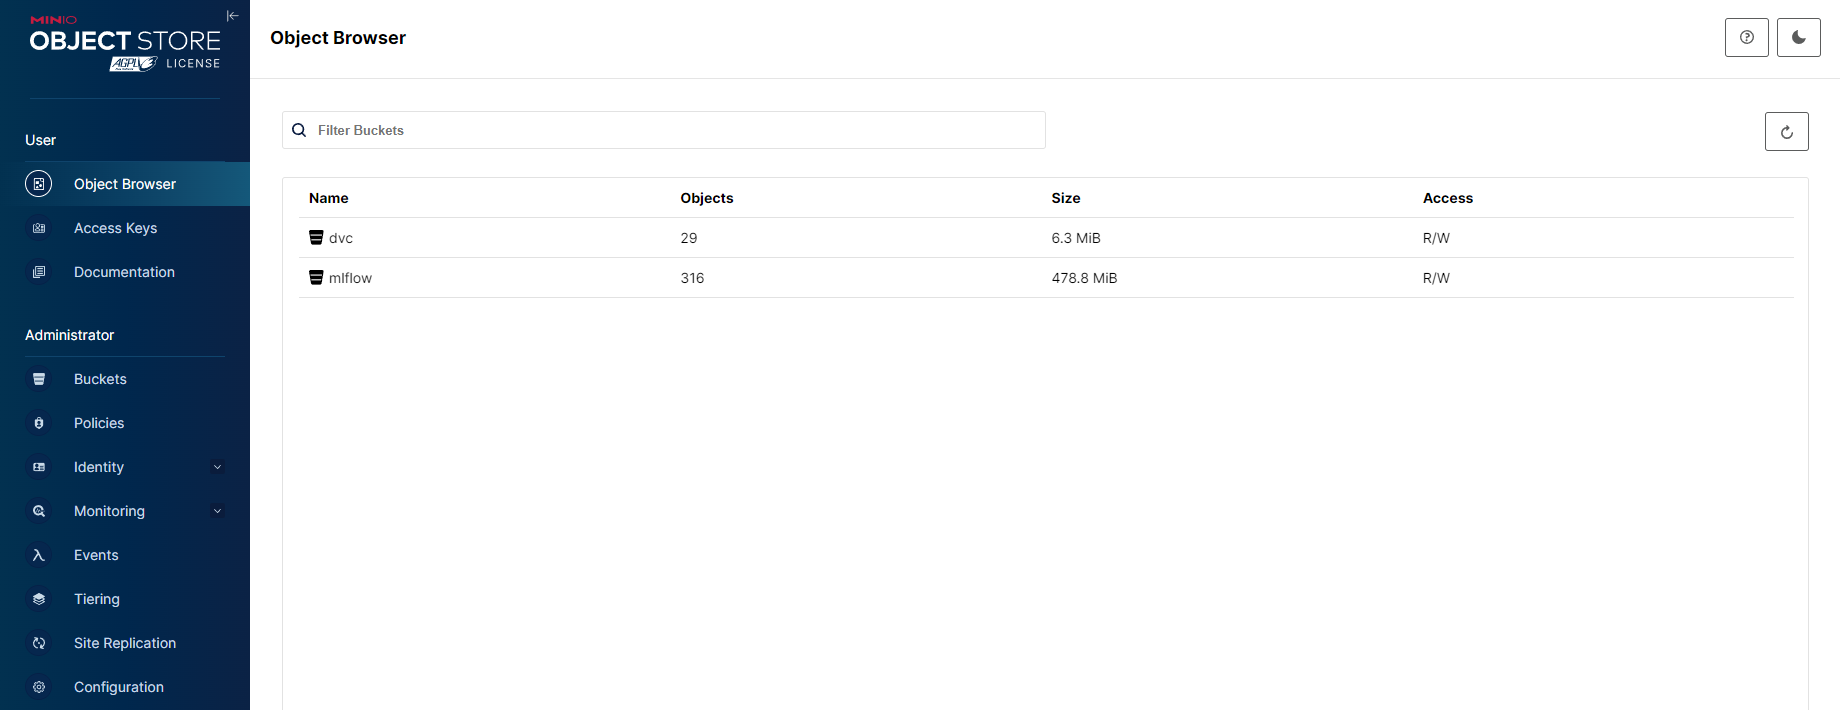 MINIO
OBJECT STORE
AGPL LICENSE
User
Object Browser
Access Keys
Documentation
Administrator
Buckets
Policies
Identity
Monitoring
Events
Tiering
Site Replication
Configuration
Object Browser
Filter Buckets
Name Objects Size Access
dvc 29 6.3 MiB R/W
mlflow 316 478.8 MiB R/W